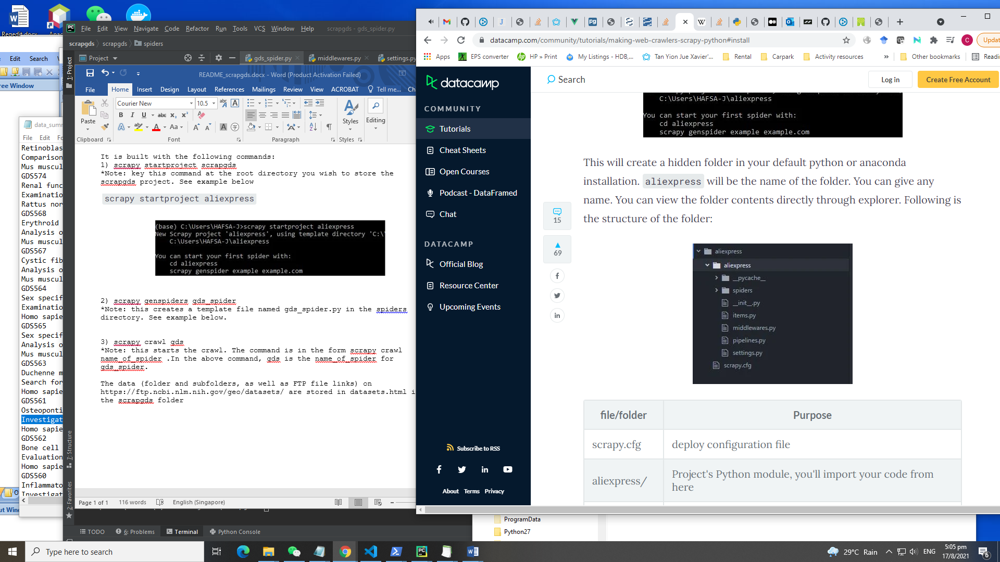 Regedit.docx
File Edit View Navigate Code Refactor Run Tools VCS Window Help scrapgds - gds_spider.py
scrapgds scrapgds spiders
Project gds_spider.py middlewares.py settings.py
1: Project
7: Structure
2: Favorites
Edit Search
ree Window
README_scrapgds.docx - Word (Product Activation Failed)
File Home Insert Design Layout References Mailings Review View ACROBAT Tell me...
Courier New 10.5
Paste
Styles
Editing
Clipboard Font Paragraph Styles
It is built with the following commands:
1) scrapy startproject scrapgds
*Note: key this command at the root directory you wish to store the
scrapgds project. See example below
scrapy startproject aliexpress
(base) C:\Users\HAFSA-J>scrapy startproject aliexpress
New Scrapy project 'aliexpress', using template directory 'C:\
C:\Users\HAFSA-J\aliexpress
You can start your first spider with:
cd aliexpress
scrapy genspider example example.com
2) scrapy genspiders gds_spider
*Note: this creates a template file named gds_spider.py in the spiders
directory. See example below.
3) scrapy crawl gds
*Note: this starts the crawl. The command is in the form scrapy crawl
name_of_spider .In the above command, gds is the name_of_spider for
gds_spider.
The data (folder and subfolders, as well as FTP file links) on
https://ftp.ncbi.nlm.nih.gov/geo/datasets/ are stored in datasets.html i
the scrapgds folder
Page 1 of 1 116 words English (Singapore)
TODO 6: Problems Terminal Python Console
data_summ
File Edit Fo
Retinoblas
Comparison
Mus muscul
GDS574
Renal func
Examinatio
Rattus nor
GDS568
Erythroid
Analysis o
Mus muscul
GDS567
Cystic fib
Analysis o
Mus muscul
GDS564
Sex specif
Examinatio
Homo sapie
GDS565
Sex specif
Analysis o
Mus muscul
GDS563
Duchenne m
Search for
Homo sapie
GDS561
Osteoponti
Investigat
Homo sapie
GDS562
Bone cell
Evaluation
Homo sapie
GDS560
Inflammato
Investigat
ut Wind
datacamp.com/community/tutorials/making-web-crawlers-scrapy-python#install
C
Updat
Apps EPS converter HP » Print My Listings - HDB,... Tan Yion Jue Xavier'... Rental Carpark Activity resources » Other bookmarks Readi
datacamp
Search
Log in
Create Free Account
COMMUNITY
Tutorials
Cheat Sheets
Open Courses
Podcast - DataFramed
Chat
DATACAMP
Official Blog
Resource Center
Upcoming Events
Subscribe to RSS
About Terms Privacy
15
69
C:\Users\HAFSA-J\aliexpress
You can start your first spider with:
cd aliexpress
scrapy genspider example example.com
This will create a hidden folder in your default python or anaconda
installation. aliexpress will be the name of the folder. You can give any
name. You can view the folder contents directly through explorer. Following is
the structure of the folder:
aliexpress
aliexpress
__pycache__
spiders
__init__.py
items.py
middlewares.py
pipelines.py
settings.py
scrapy.cfg
file/folder Purpose
scrapy.cfg deploy configuration file
aliexpress/ Project's Python module, you'll import your code from
here
ProgramData
Python27
Type here to search
29°C Rain
ENG
5:05 pm
17/8/2021
6